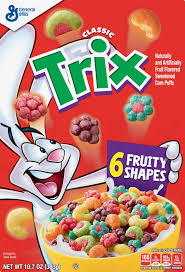 General
Mills
CLASSIC
Trix
Naturally
and Artificially
Fruit Flavored
Sweetened
Corn Puffs
6 FRUITY
SHAPES
NET WT 10.7 OZ